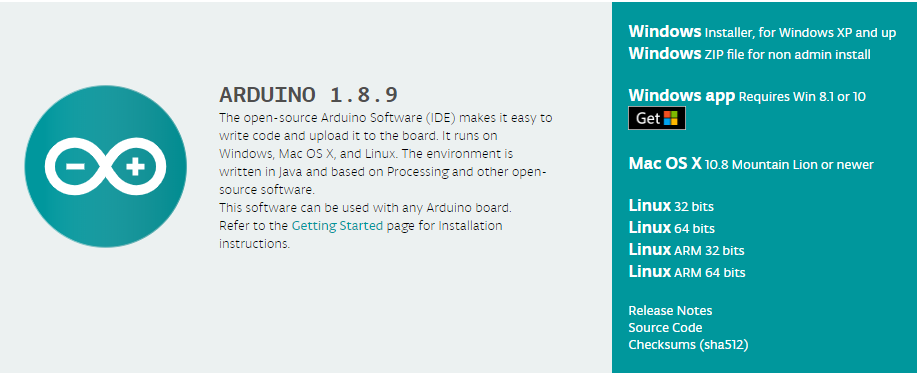 ARDUINO 1.8.9
The open-source Arduino Software (IDE) makes it easy to
write code and upload it to the board. It runs on
Windows, Mac OS X, and Linux. The environment is
written in Java and based on Processing and other open-
source software.
This software can be used with any Arduino board.
Refer to the Getting Started page for Installation
instructions.
Windows Installer, for Windows XP and up
Windows ZIP file for non admin install
Windows app Requires Win 8.1 or 10
Get
Mac OS X 10.8 Mountain Lion or newer
Linux 32 bits
Linux 64 bits
Linux ARM 32 bits
Linux ARM 64 bits
Release Notes
Source Code
Checksums (sha512)